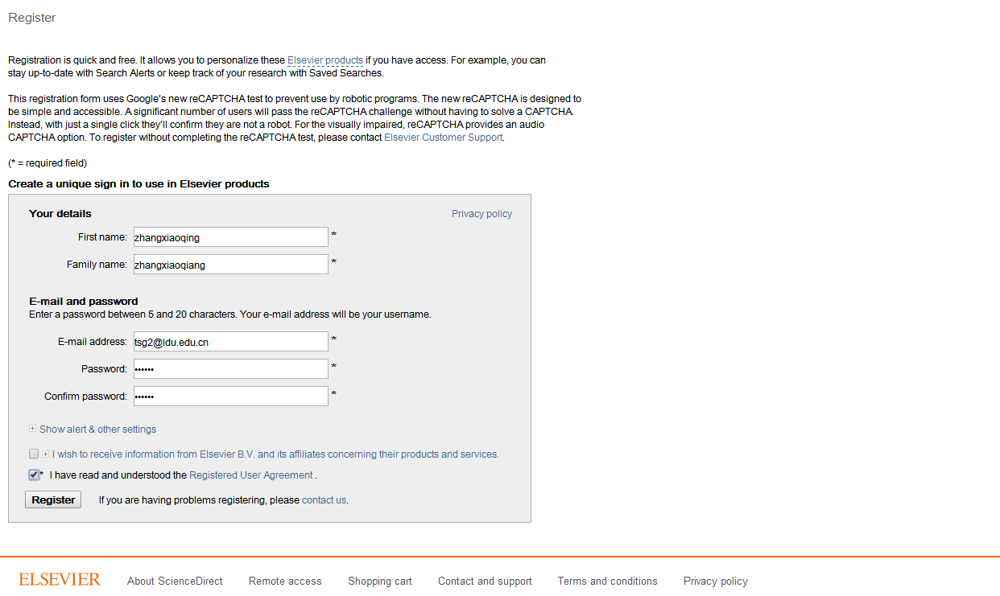 Register
Registration is quick and free. It allows you to personalize these Elsevier products if you have access. For example, you can
stay up-to-date with Search Alerts or keep track of your research with Saved Searches.
This registration form uses Google's new reCAPTCHA test to prevent use by robotic programs. The new reCAPTCHA is designed to
be simple and accessible. A significant number of users will pass the reCAPTCHA challenge without having to solve a CAPTCHA.
Instead, with just a single click they'll confirm they are not a robot. For the visually impaired, reCAPTCHA provides an audio
CAPTCHA option. To register without completing the reCAPTCHA test, please contact Elsevier Customer Support.
(* = required field)
Create a unique sign in to use in Elsevier products
Your details Privacy policy
First name: zhangxiaoqing *
Family name: zhangxiaoqiang *
E-mail and password
Enter a password between 5 and 20 characters. Your e-mail address will be your username.
E-mail address: tsg2@ldu.edu.cn *
Password: •••••• *
Confirm password: •••••• *
Show alert & other settings
I wish to receive information from Elsevier B.V. and its affiliates concerning their products and services.
* I have read and understood the Registered User Agreement .
Register If you are having problems registering, please contact us.
ELSEVIER About ScienceDirect Remote access Shopping cart Contact and support Terms and conditions Privacy policy